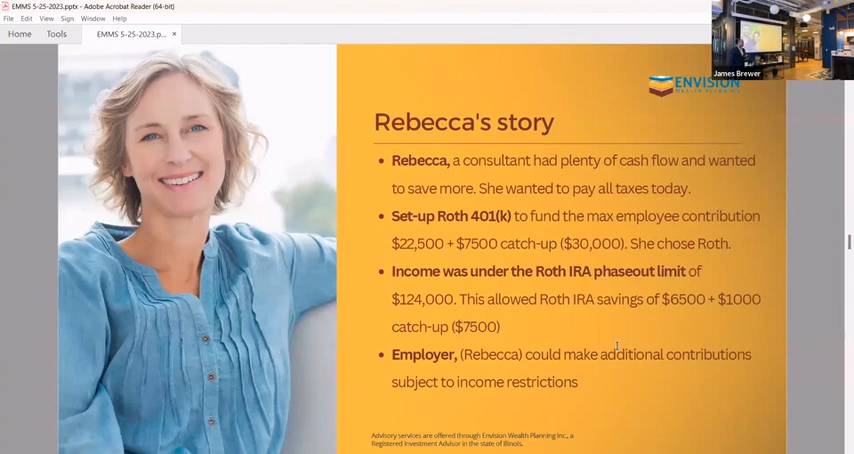 EMMS 5-25-2023.pptx - Adobe Acrobat Reader (64-bit)
File Edit View Sign Window Help
Home Tools EMMS 5-25-2023.p... ×
James Brewer
ENVISION
WEALTH PLANNING
Rebecca's story
• Rebecca, a consultant had plenty of cash flow and wanted
to save more. She wanted to pay all taxes today.
• Set-up Roth 401(k) to fund the max employee contribution
$22,500 + $7500 catch-up ($30,000). She chose Roth.
• Income was under the Roth IRA phaseout limit of
$124,000. This allowed Roth IRA savings of $6500 + $1000
catch-up ($7500)
• Employer, (Rebecca) could make additional contributions
subject to income restrictions
Advisory services are offered through Envision Wealth Planning Inc., a
Registered Investment Advisor in the state of Illinois.